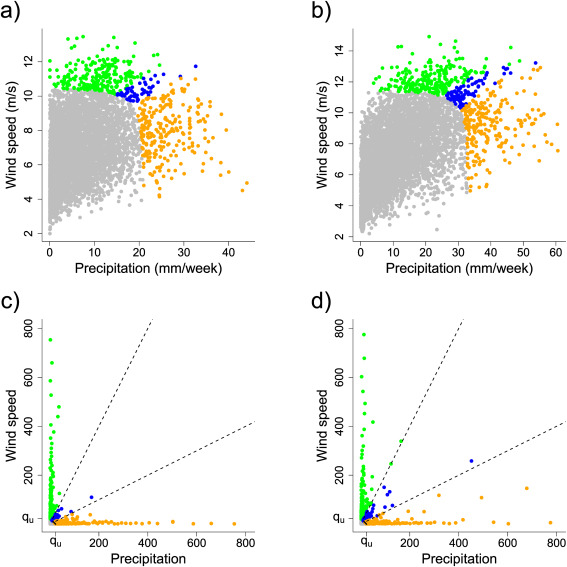 a)
Wind speed (m/s)
12
10
8
6
4
2
0 10 20 30 40
Precipitation (mm/week)
b)
Wind speed (m/s)
14
12
10
8
6
4
2
0 10 20 30 40 50 60
Precipitation (mm/week)
c)
Wind speed
800
600
400
200
qu
qu 200 400 600 800
Precipitation
d)
Wind speed
800
600
400
200
qu
qu 200 400 600 800
Precipitation